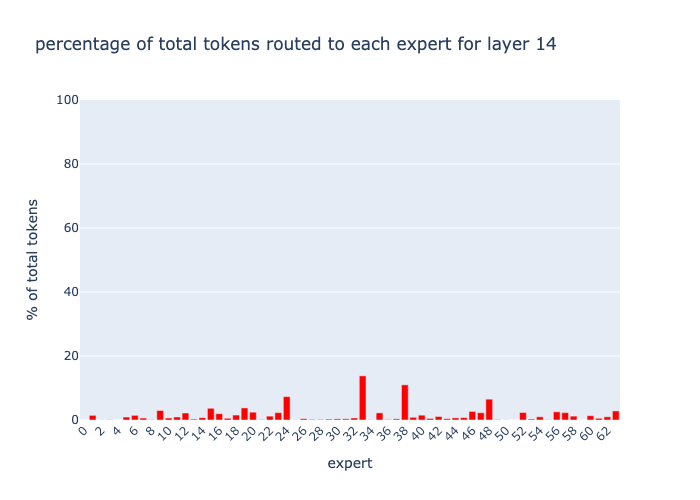 percentage of total tokens routed to each expert for layer 14
100
80
60
40
20
0
% of total tokens
0 2 4 6 8 10 12 14 16 18 20 22 24 26 28 30 32 34 36 38 40 42 44 46 48 50 52 54 56 58 60 62
expert